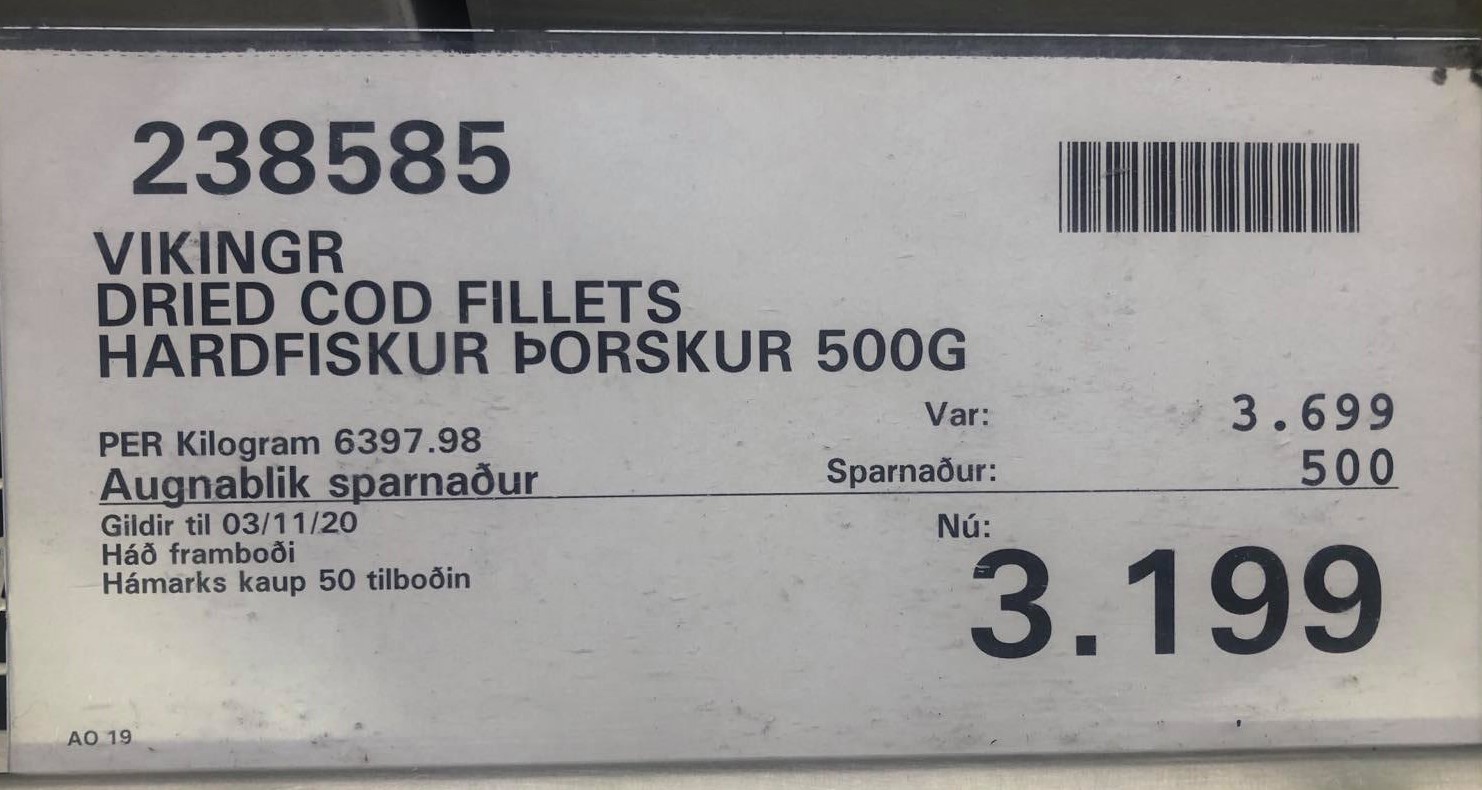 238585
VIKINGR
DRIED COD FILLETS
HARDFISKUR ÞORSKUR 500G
Var: 3.699
PER Kilogram 6397.98
Sparnaður: 500
Augnablik sparnaður
Gildir til 03/11/20
Nú:
Háð framboði
Hámarks kaup 50 tilboðin
3.199
AO 19